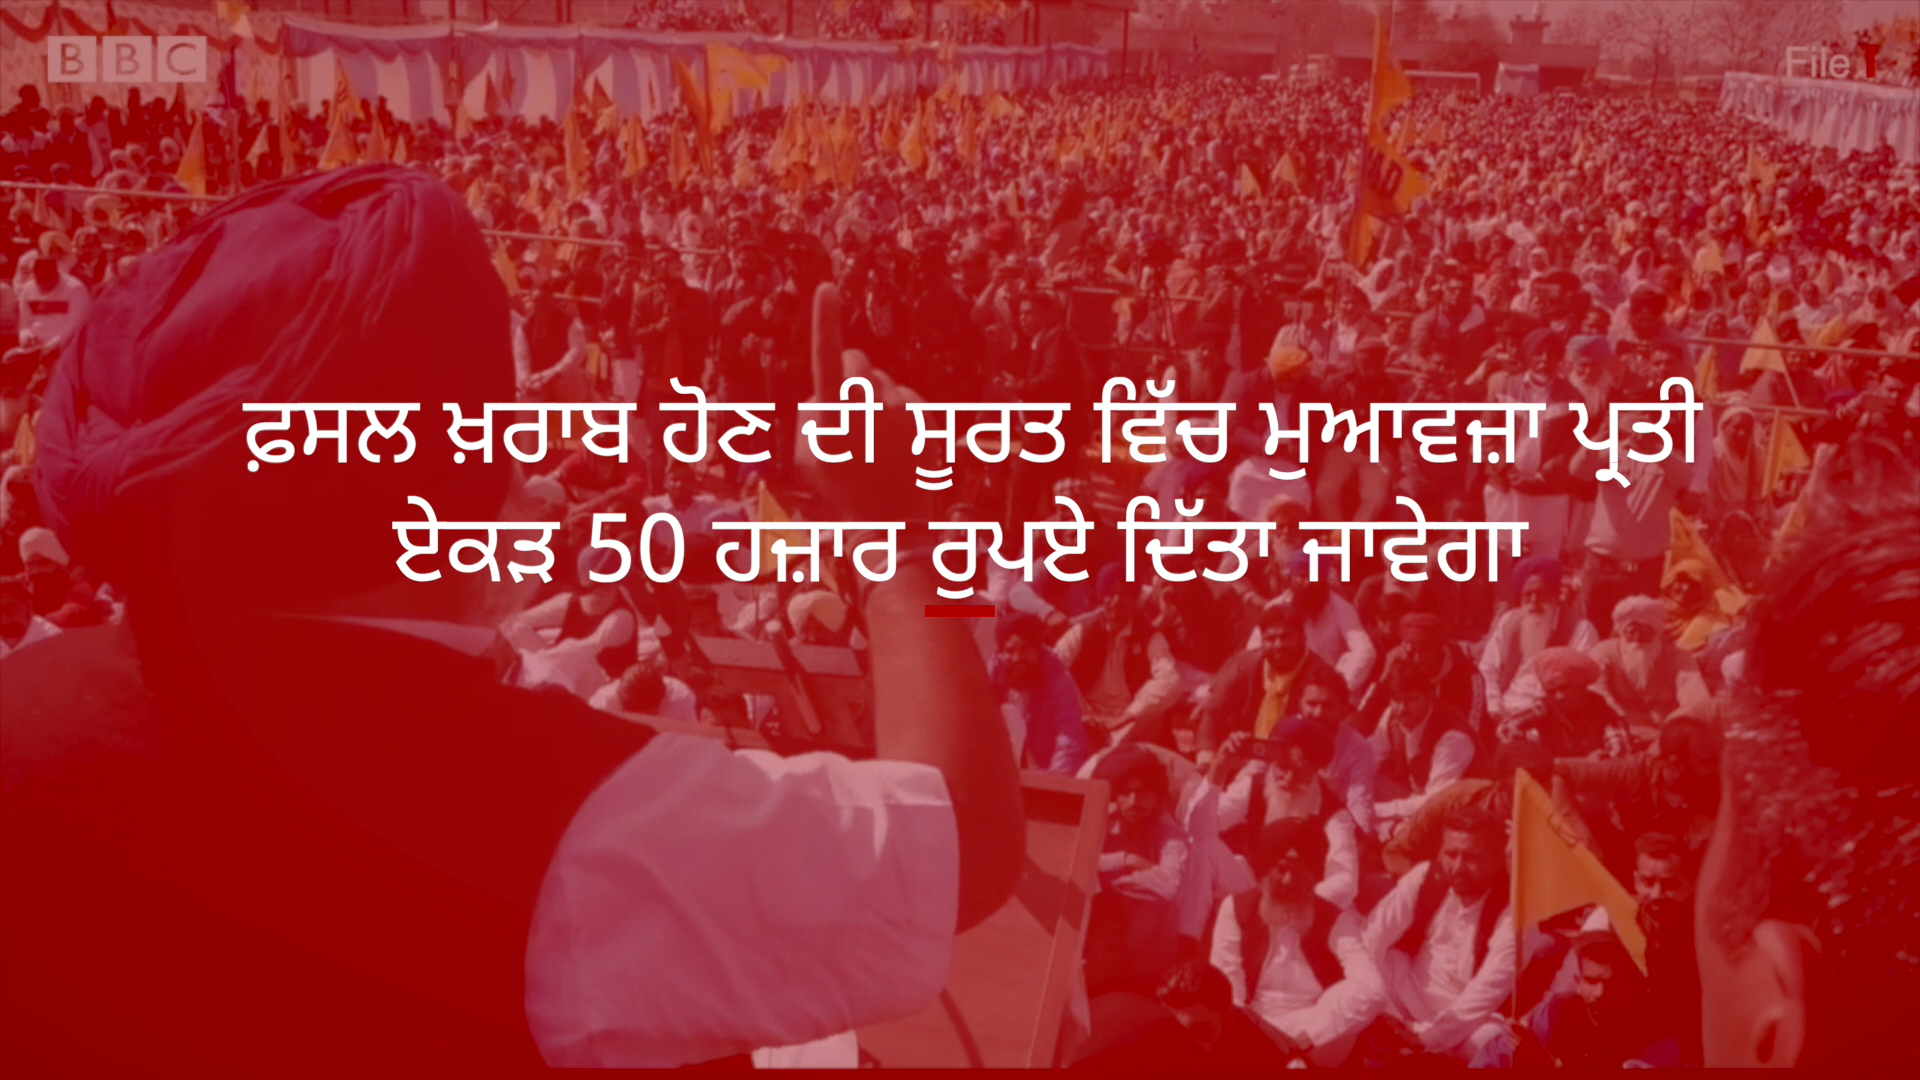 BBC
File
ਫ਼ਸਲ ਖ਼ਰਾਬ ਹੋਣ ਦੀ ਸੂਰਤ ਵਿੱਚ ਮੁਆਵਜ਼ਾ ਪ੍ਰਤੀ
ਏਕੜ 50 ਹਜ਼ਾਰ ਰੁਪਏ ਦਿੱਤਾ ਜਾਵੇਗਾ